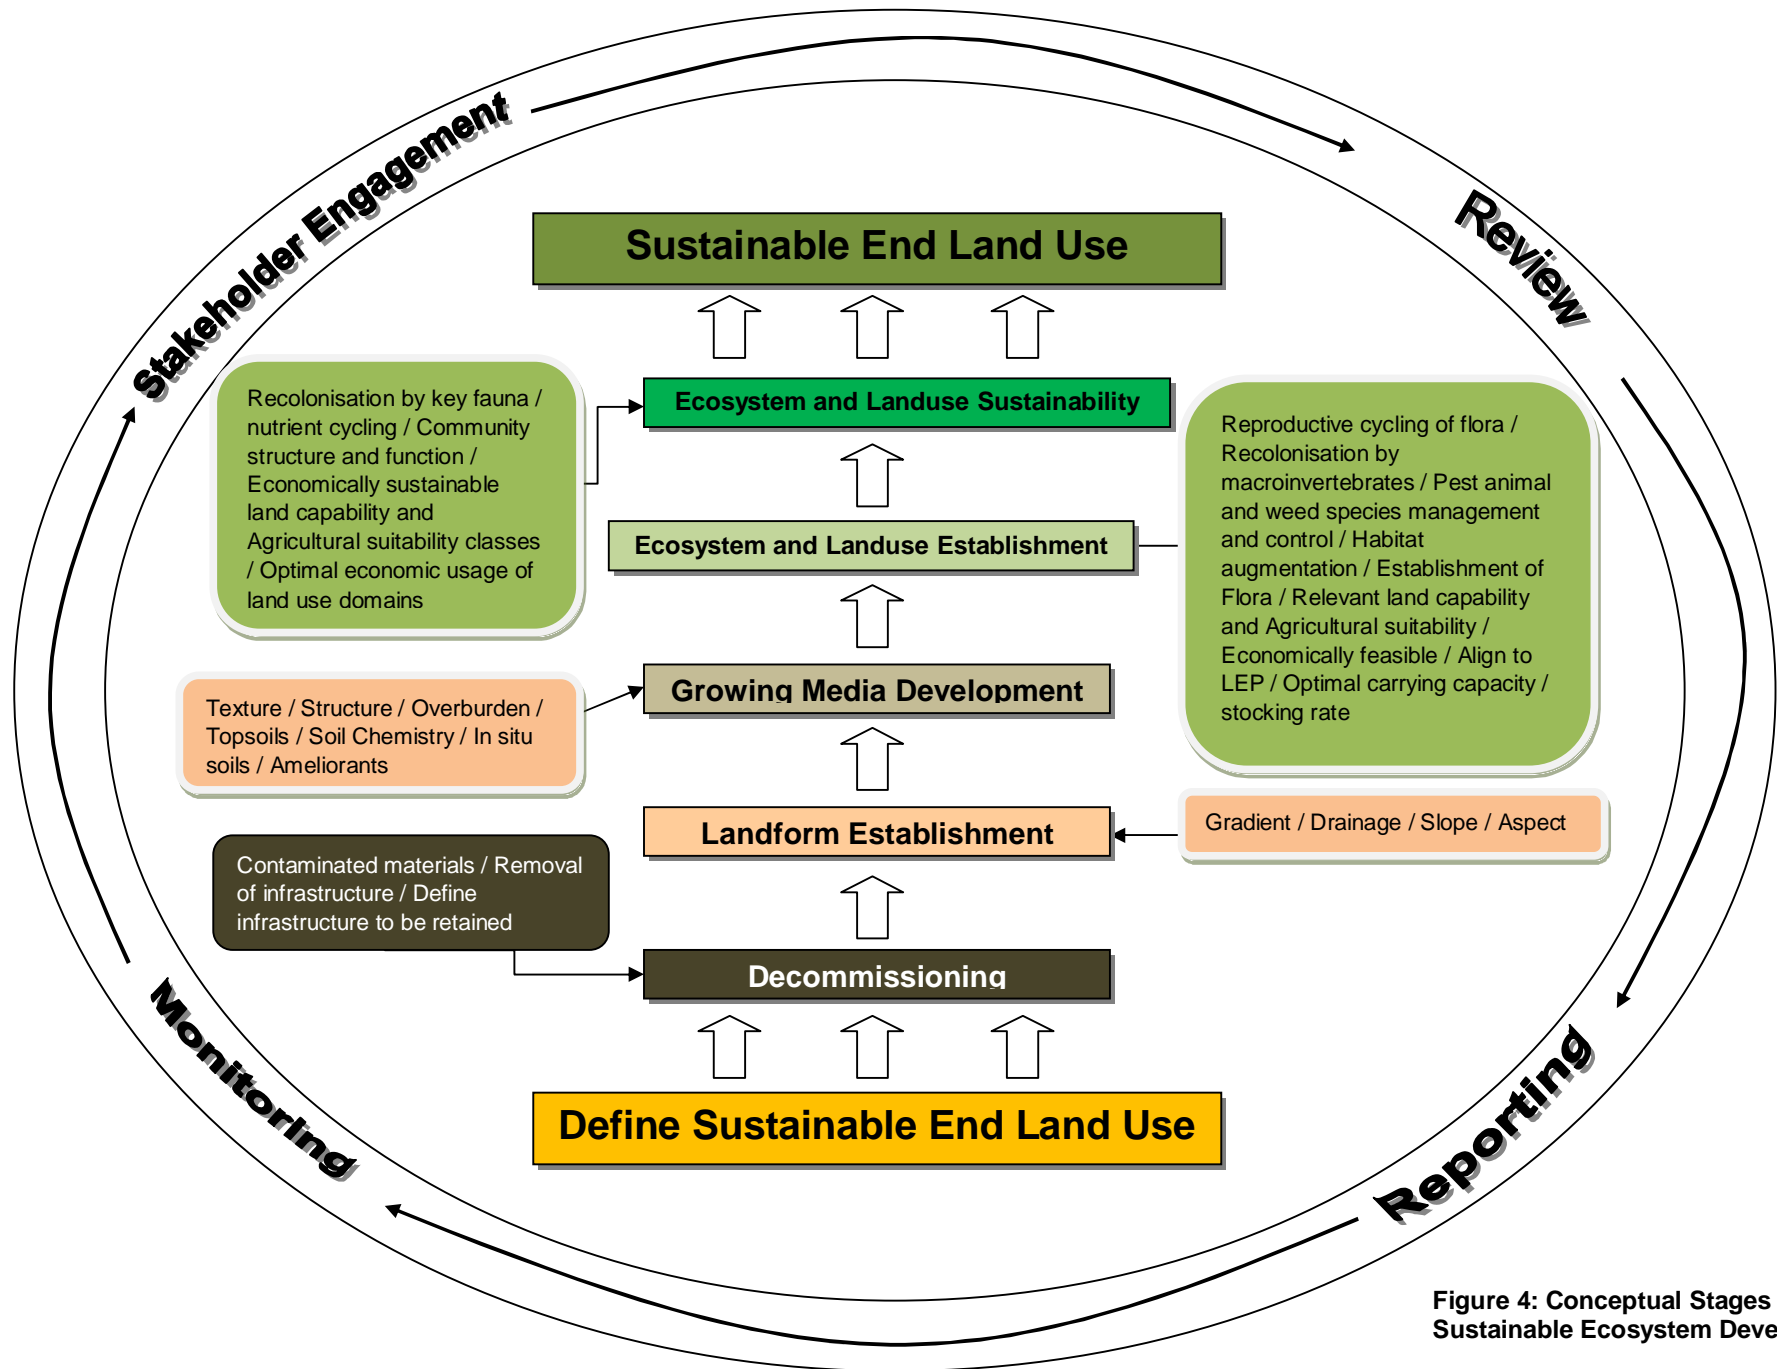 Stakeholder Engagement
Review
Sustainable End Land Use
Ecosystem and Landuse Sustainability
Recolonisation by key fauna /
nutrient cycling / Community
structure and function /
Economically sustainable
land capability and
Agricultural suitability classes
/ Optimal economic usage of
land use domains
Reproductive cycling of flora /
Recolonisation by
macroinvertebrates / Pest animal
and weed species management
and control / Habitat
augmentation / Establishment of
Flora / Relevant land capability
and Agricultural suitability /
Economically feasible / Align to
LEP / Optimal carrying capacity /
stocking rate
Ecosystem and Landuse Establishment
Growing Media Development
Texture / Structure / Overburden /
Topsoils / Soil Chemistry / In situ
soils / Ameliorants
Landform Establishment
Gradient / Drainage / Slope / Aspect
Contaminated materials / Removal
of infrastructure / Define
infrastructure to be retained
Decommissioning
Monitoring
Reporting
Define Sustainable End Land Use
Figure 4: Conceptual Stages
Sustainable Ecosystem Deve